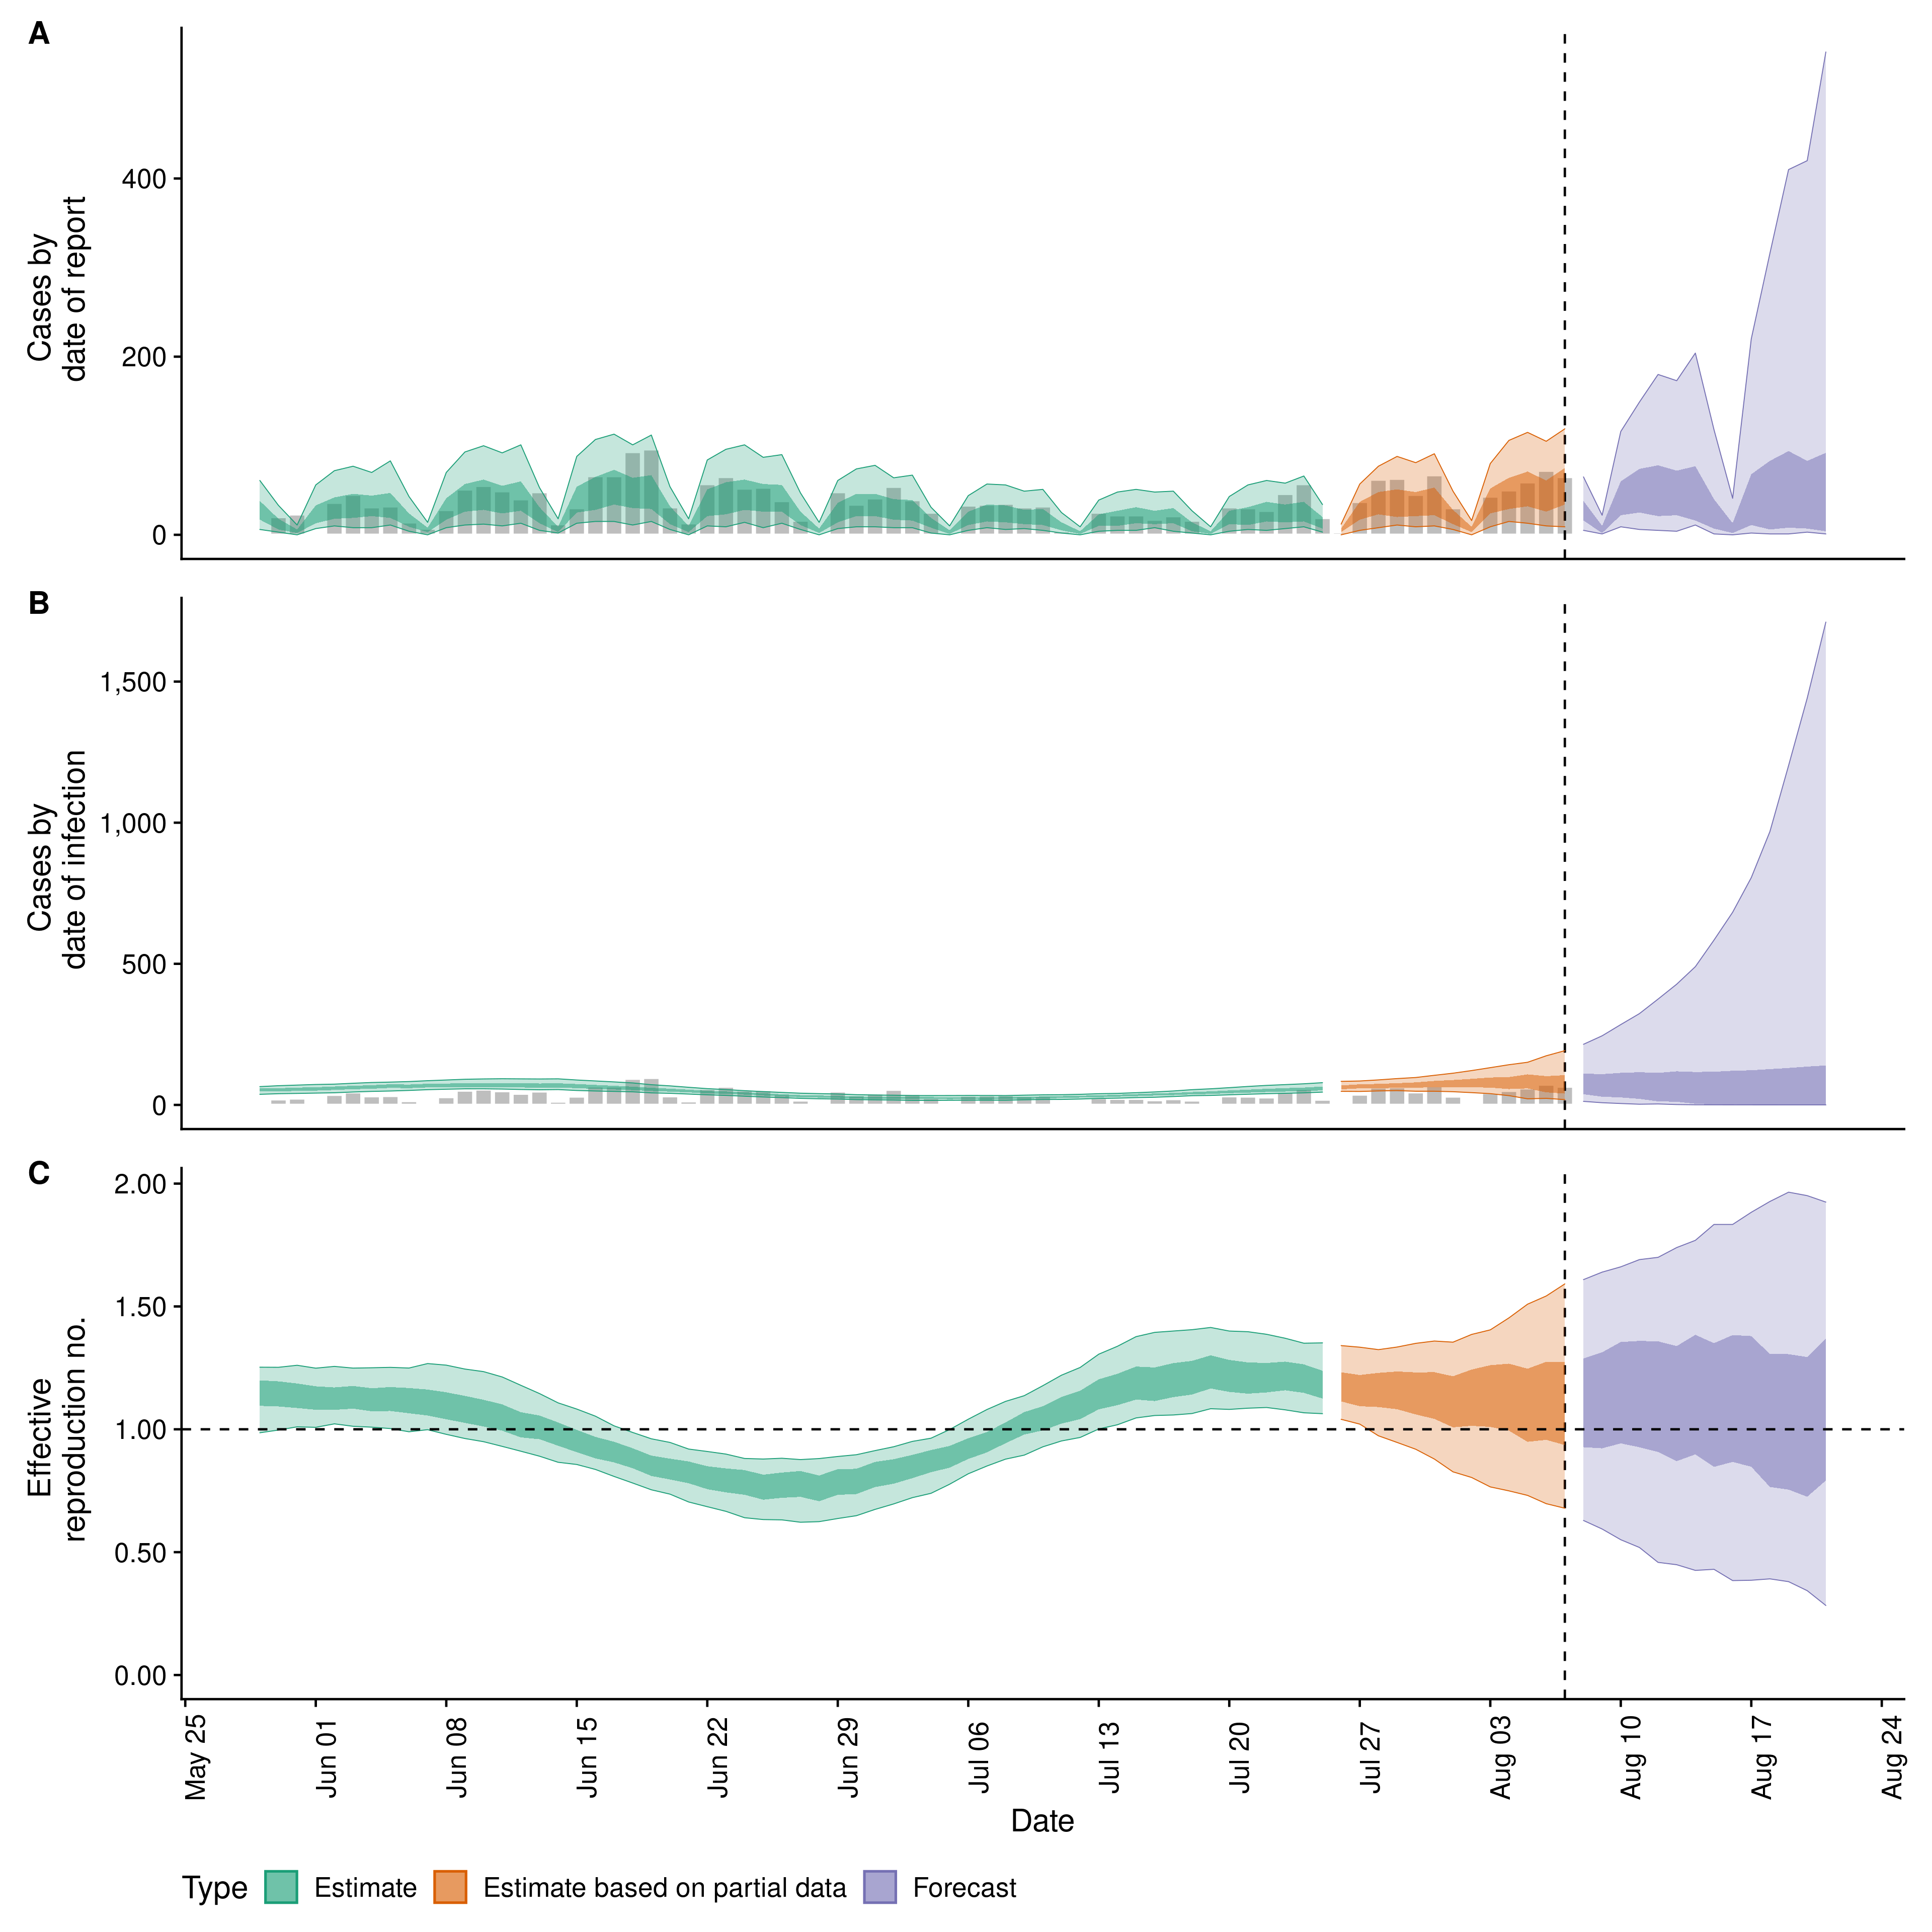 A
Cases by
date of report
400
200
0
B
Cases by
date of infection
1,500
1,000
500
0
C
Effective
reproduction no.
2.00
1.50
1.00
0.50
0.00
May 25
Jun 01
Jun 08
Jun 15
Jun 22
Jun 29
Jul 06
Jul 13
Jul 20
Jul 27
Aug 03
Aug 10
Aug 17
Aug 24
Date
Type Estimate Estimate based on partial data Forecast